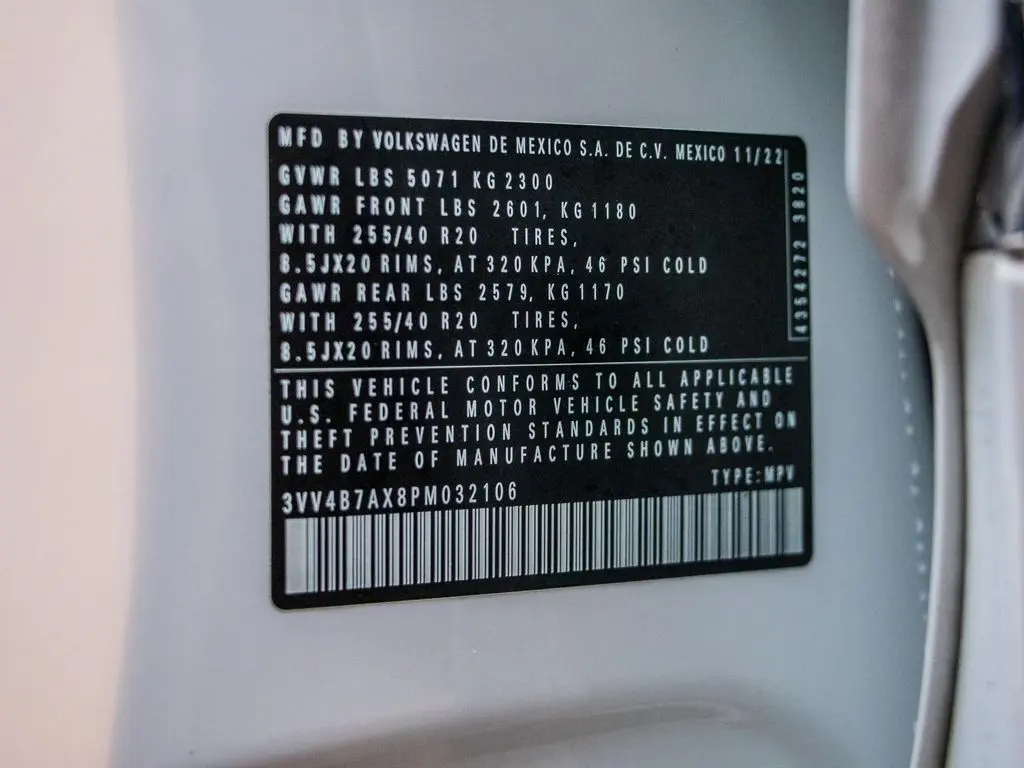 MFD BY VOLKSWAGEN DE MEXICO S.A. DE C.V. MEXICO 11/22
GVWR LBS 5071 KG 2300
GAWR FRONT LBS 2601, KG 1180
WITH 255/40 R20 TIRES,
8.5JX20 RIMS, AT 320 KPA, 46 PSI COLD
GAWR REAR LBS 2579, KG 1170
WITH 255/40 R20 TIRES,
8.5JX20 RIMS, AT 320 KPA, 46 PSI COLD
4354272 3820
THIS VEHICLE CONFORMS TO ALL APPLICABLE
U.S. FEDERAL MOTOR VEHICLE SAFETY AND
THEFT PREVENTION STANDARDS IN EFFECT ON
THE DATE OF MANUFACTURE SHOWN ABOVE.
TYPE:MPV
3VV4B7AX8PM032106